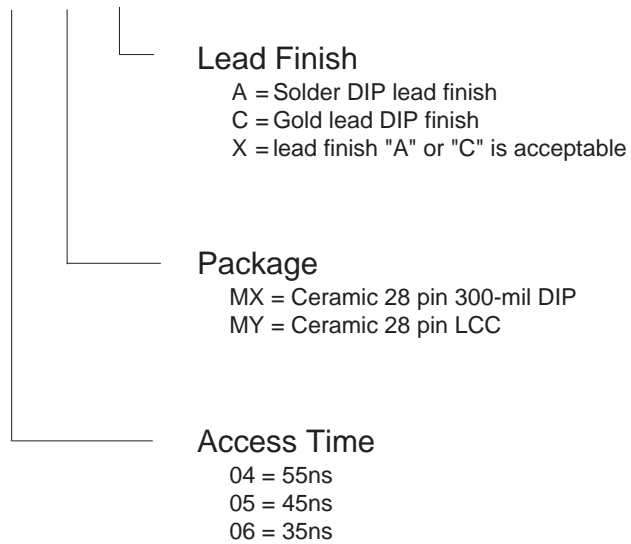 Lead Finish
A = Solder DIP lead finish
C = Gold lead DIP finish
X = lead finish "A" or "C" is acceptable
Package
MX = Ceramic 28 pin 300-mil DIP
MY = Ceramic 28 pin LCC
Access Time
04 = 55ns
05 = 45ns
06 = 35ns